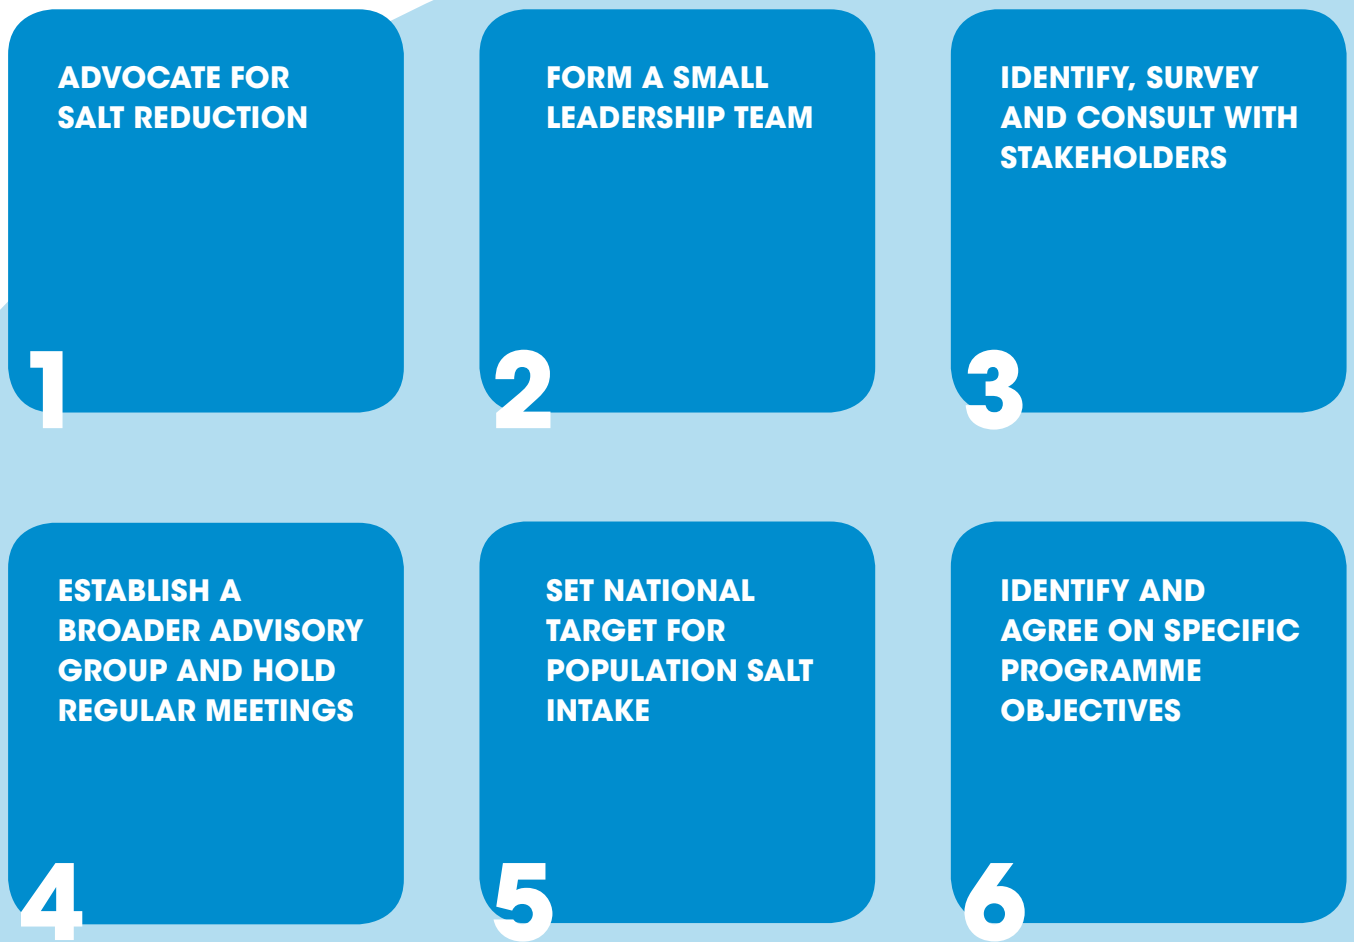 ADVOCATE FOR
SALT REDUCTION
1
FORM A SMALL
LEADERSHIP TEAM
2
IDENTIFY, SURVEY
AND CONSULT WITH
STAKEHOLDERS
3
ESTABLISH A
BROADER ADVISORY
GROUP AND HOLD
REGULAR MEETINGS
4
SET NATIONAL
TARGET FOR
POPULATION SALT
INTAKE
5
IDENTIFY AND
AGREE ON SPECIFIC
PROGRAMME
OBJECTIVES
6